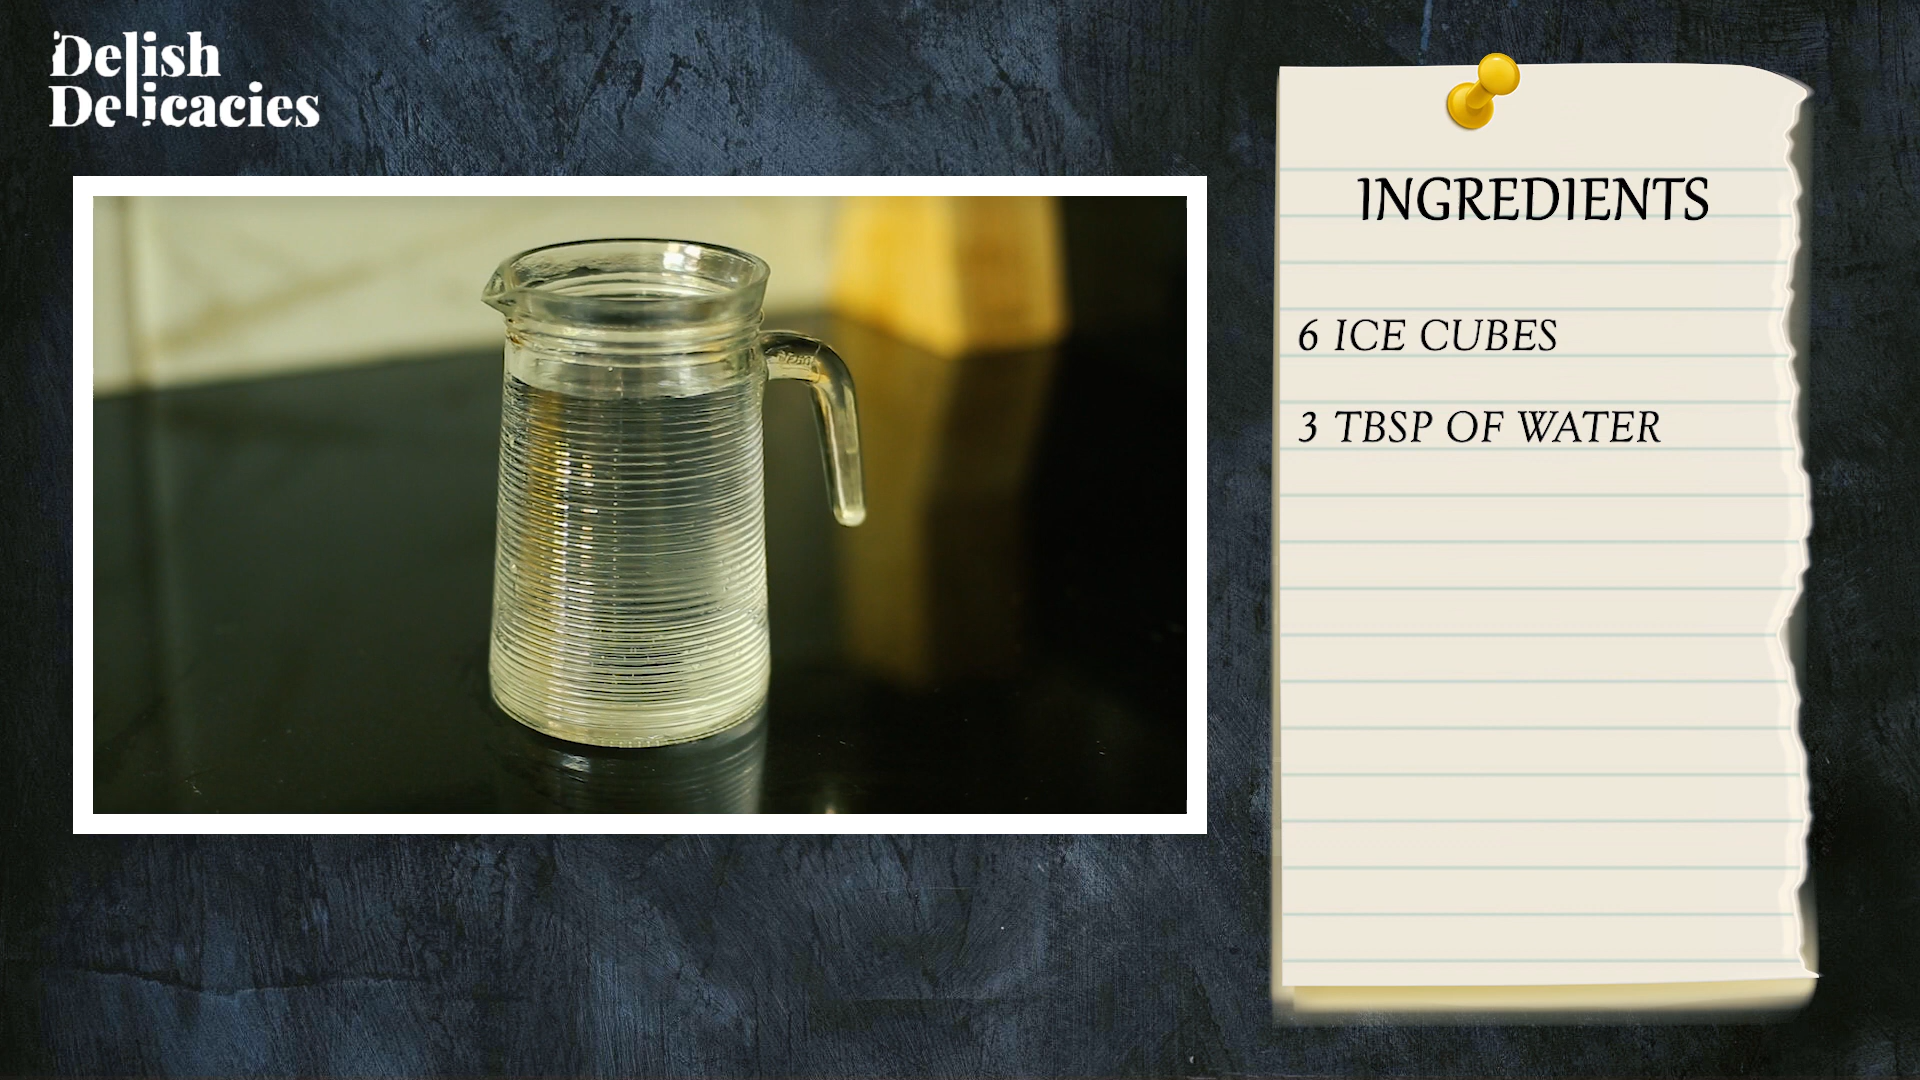 Delish
Delicacies
INGREDIENTS
6 ICE CUBES
3 TBSP OF WATER